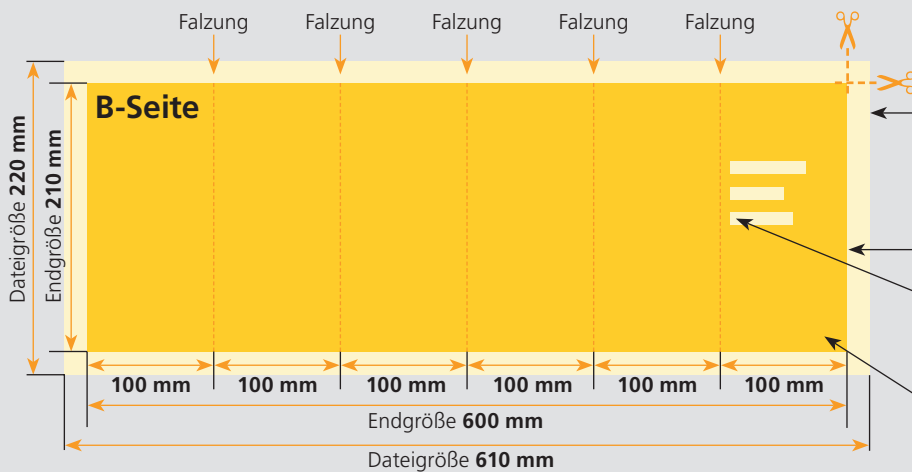 Falzung Falzung Falzung Falzung Falzung
B-Seite
Dateigröße 220 mm
Endgröße 210 mm
100 mm 100 mm 100 mm 100 mm 100 mm 100 mm
Endgröße 600 mm
Dateigröße 610 mm